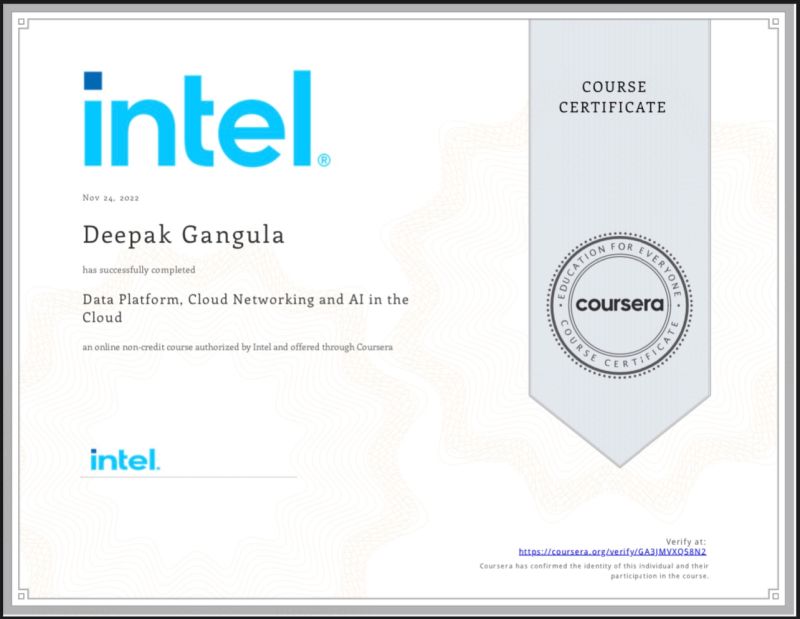 intel®
Nov 24, 2022
Deepak Gangula
has successfully completed
Data Platform, Cloud Networking and AI in the
Cloud
an online non-credit course authorized by Intel and offered through Coursera
intel.
COURSE
CERTIFICATE
EDUCATION FOR EVERYONE
coursera
COURSE CERTIFICATE
Verify at:
https://coursera.org/verify/GA3JMVXQS8N2
Coursera has confirmed the identity of this individual and their
participation in the course.